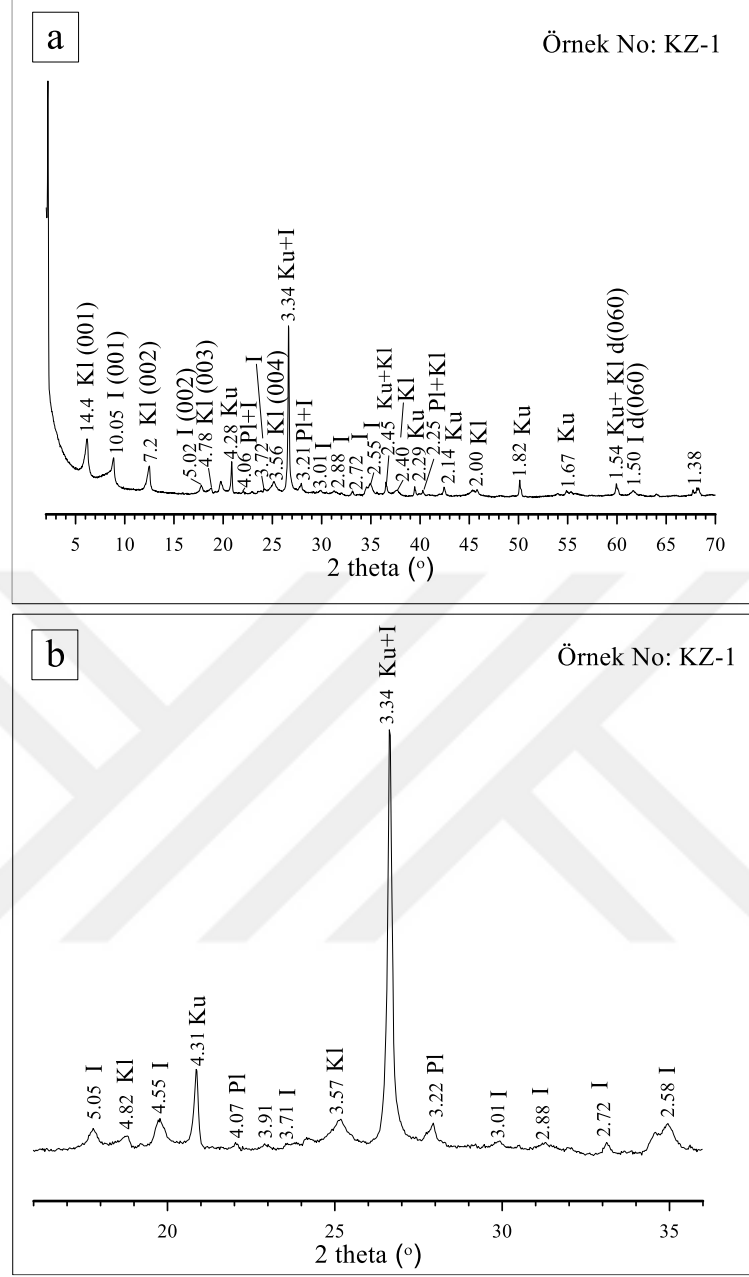 a
Örnek No: KZ-1
14.4 Kl (001)
10.05 I (001)
7.2 Kl (002)
5.02 I (002)
4.78 Kl (003)
4.28 Ku
4.06 Pl+I
3.72 I
3.56 Kl (004)
3.34 Ku+I
3.21 Pl+I
3.01 I
2.88 I
2.72 I
2.55 I
2.45 Ku+Kl
2.40 Kl
2.29 Ku
2.25 Pl+Kl
2.14 Ku
2.00 Kl
1.82 Ku
1.67 Ku
1.54 Ku+ Kl d(060)
1.50 I d(060)
1.38
5 10 15 20 25 30 35 40 45 50 55 60 65 70
2 theta (o)
b
Örnek No: KZ-1
5.05 I
4.82 Kl
4.55 I
4.31 Ku
4.07 Pl
3.91
3.71 I
3.57 Kl
3.34 Ku+I
3.22 Pl
3.01 I
2.88 I
2.72 I
2.58 I
20 25 30 35
2 theta (o)